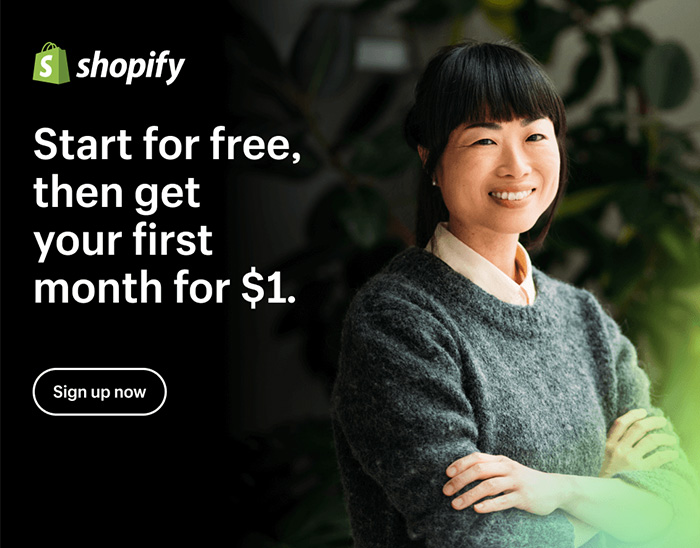 shopify
Start for free,
then get
your first
month for $1.
Sign up now